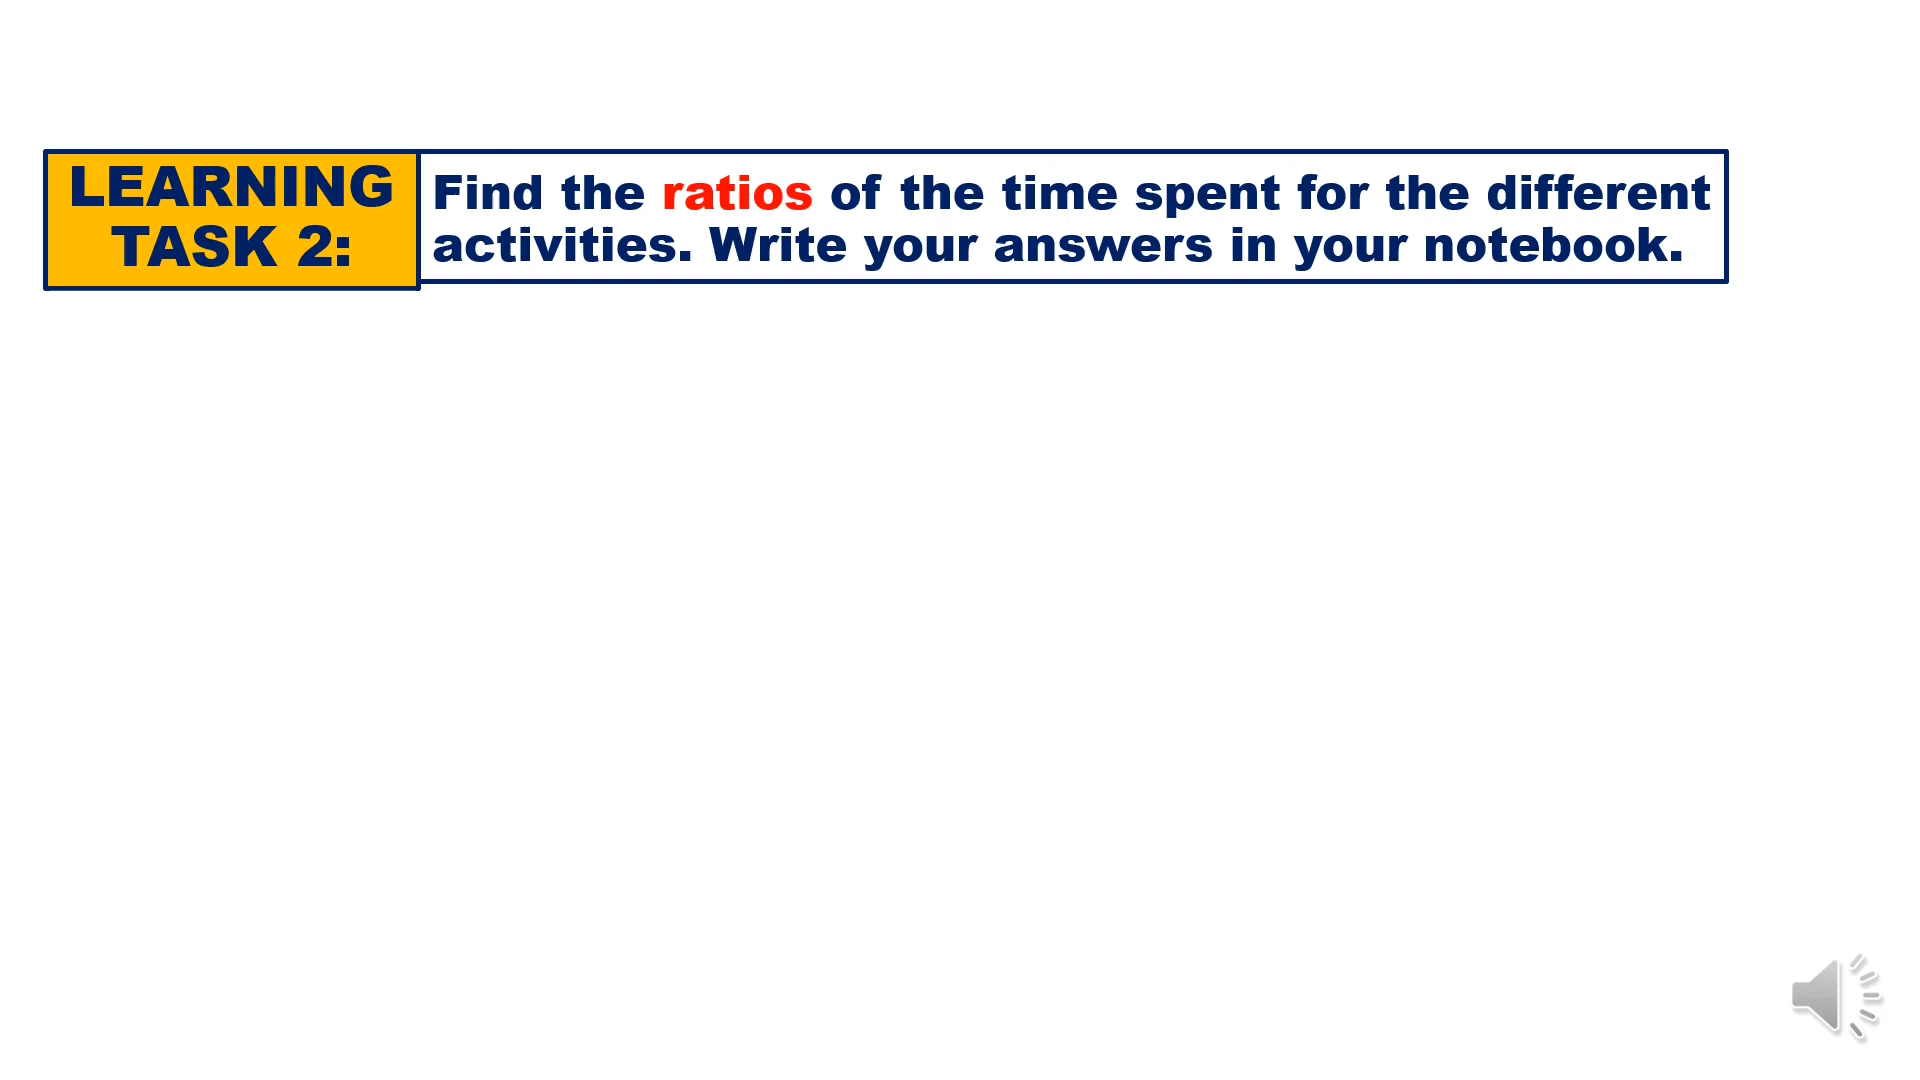 LEARNING
TASK 2:
Find the ratios of the time spent for the different
activities. Write your answers in your notebook.